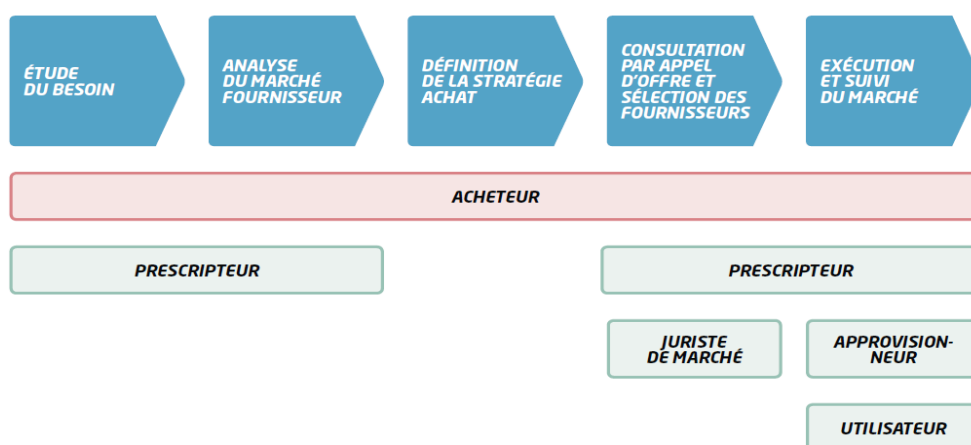 ÉTUDE
DU BESOIN
ANALYSE
DU MARCHÉ
FOURNISSEUR
DÉFINITION
DE LA STRATÉGIE
ACHAT
CONSULTATION
PAR APPEL
D'OFFRE ET
SÉLECTION DES
FOURNISSEURS
EXÉCUTION
ET SUIVI
DU MARCHÉ
ACHETEUR
PRESCRIPTEUR
PRESCRIPTEUR
JURISTE
DE MARCHÉ
APPROVISION-
NEUR
UTILISATEUR